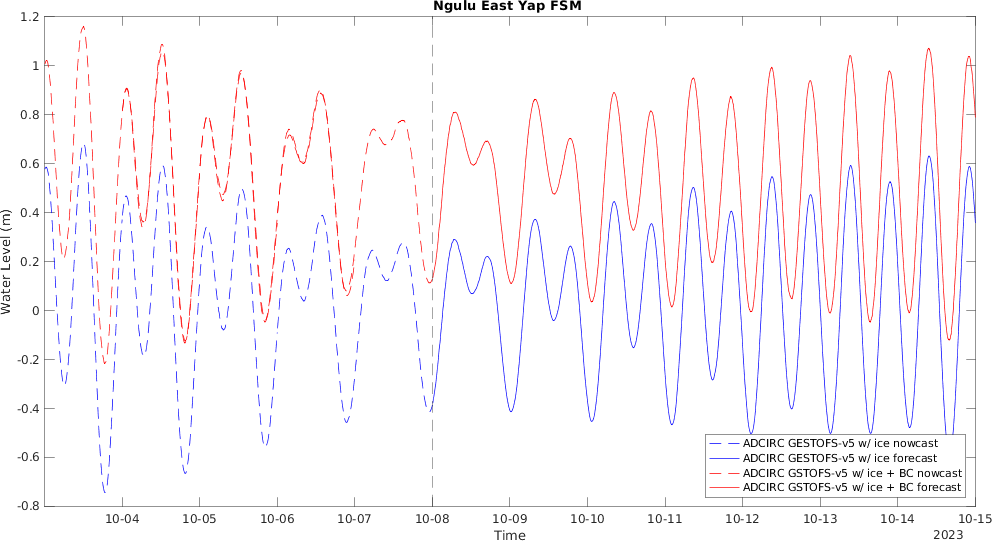 Ngulu East Yap FSM
1.2
1
0.8
0.6
0.4
0.2
0
-0.2
-0.4
-0.6
-0.8
Water Level (m)
ADCIRC GESTOFS-v5 w/ ice nowcast
ADCIRC GESTOFS-v5 w/ ice forecast
ADCIRC GSTOFS-v5 w/ ice + BC nowcast
ADCIRC GSTOFS-v5 w/ ice + BC forecast
10-04 10-05 10-06 10-07 10-08 10-09 10-10 10-11 10-12 10-13 10-14 10-15
Time 2023